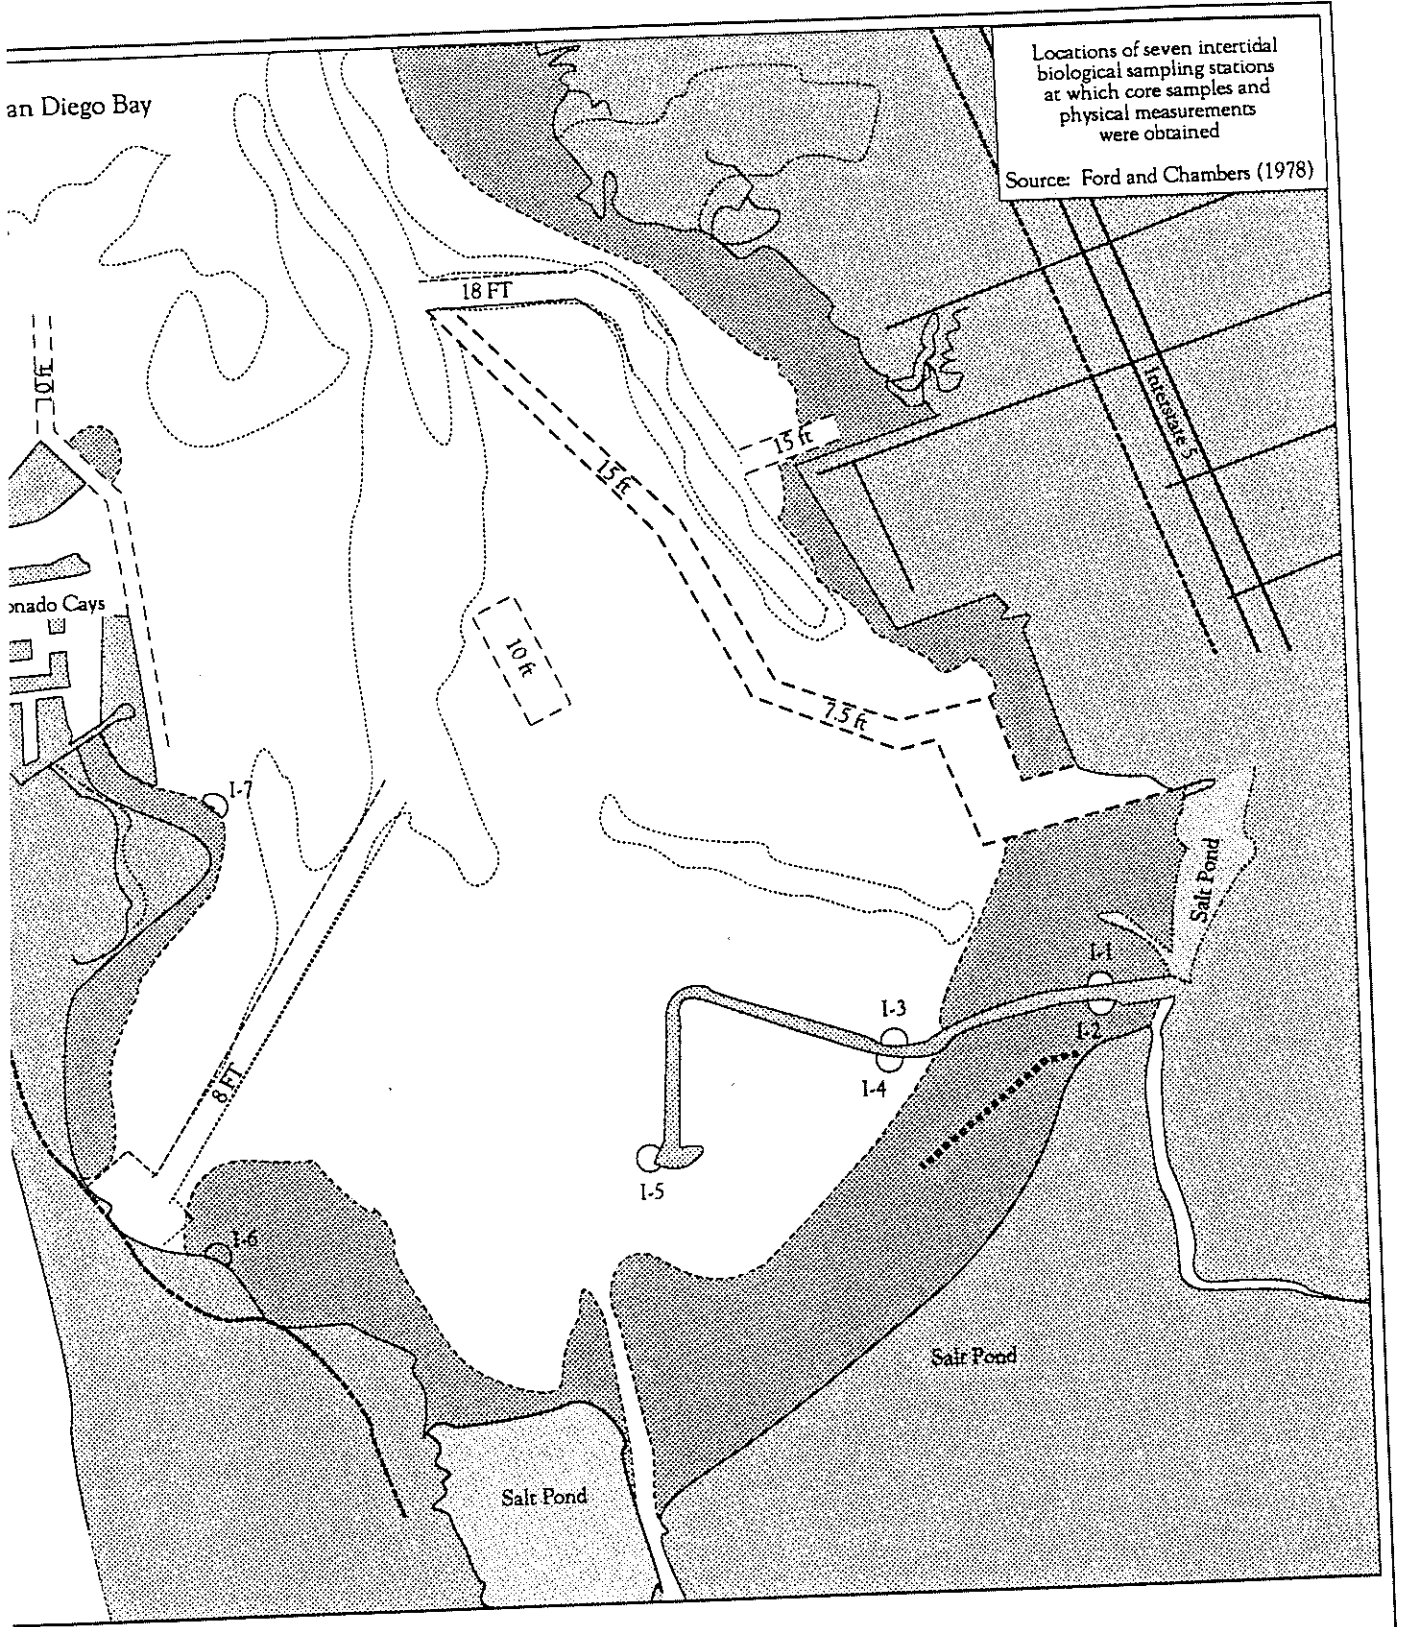 Locations of seven intertidal
biological sampling stations
at which core samples and
physical measurements
were obtained
Source: Ford and Chambers (1978)
an Diego Bay
18 FT
10 ft
15 ft
15 ft
Interstate 5
onado Cays
10 ft
7.5 ft
I-7
Salt Pond
I-1
I-3
I-2
I-4
8 FT
I-5
I-6
Salt Pond
Salt Pond